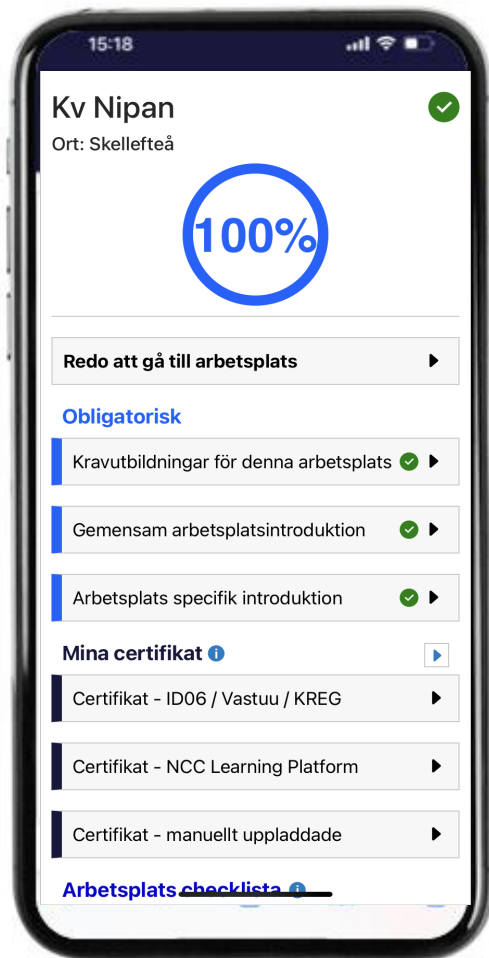 15:18
Kv Nipan
Ort: Skellefteå
100%
Redo att gå till arbetsplats
Obligatorisk
Kravutbildningar för denna arbetsplats
Gemensam arbetsplatsintroduktion
Arbetsplats specifik introduktion
Mina certifikat
Certifikat - ID06 / Vastuu / KREG
Certifikat - NCC Learning Platform
Certifikat - manuellt uppladdade
Arbetsplats checklista